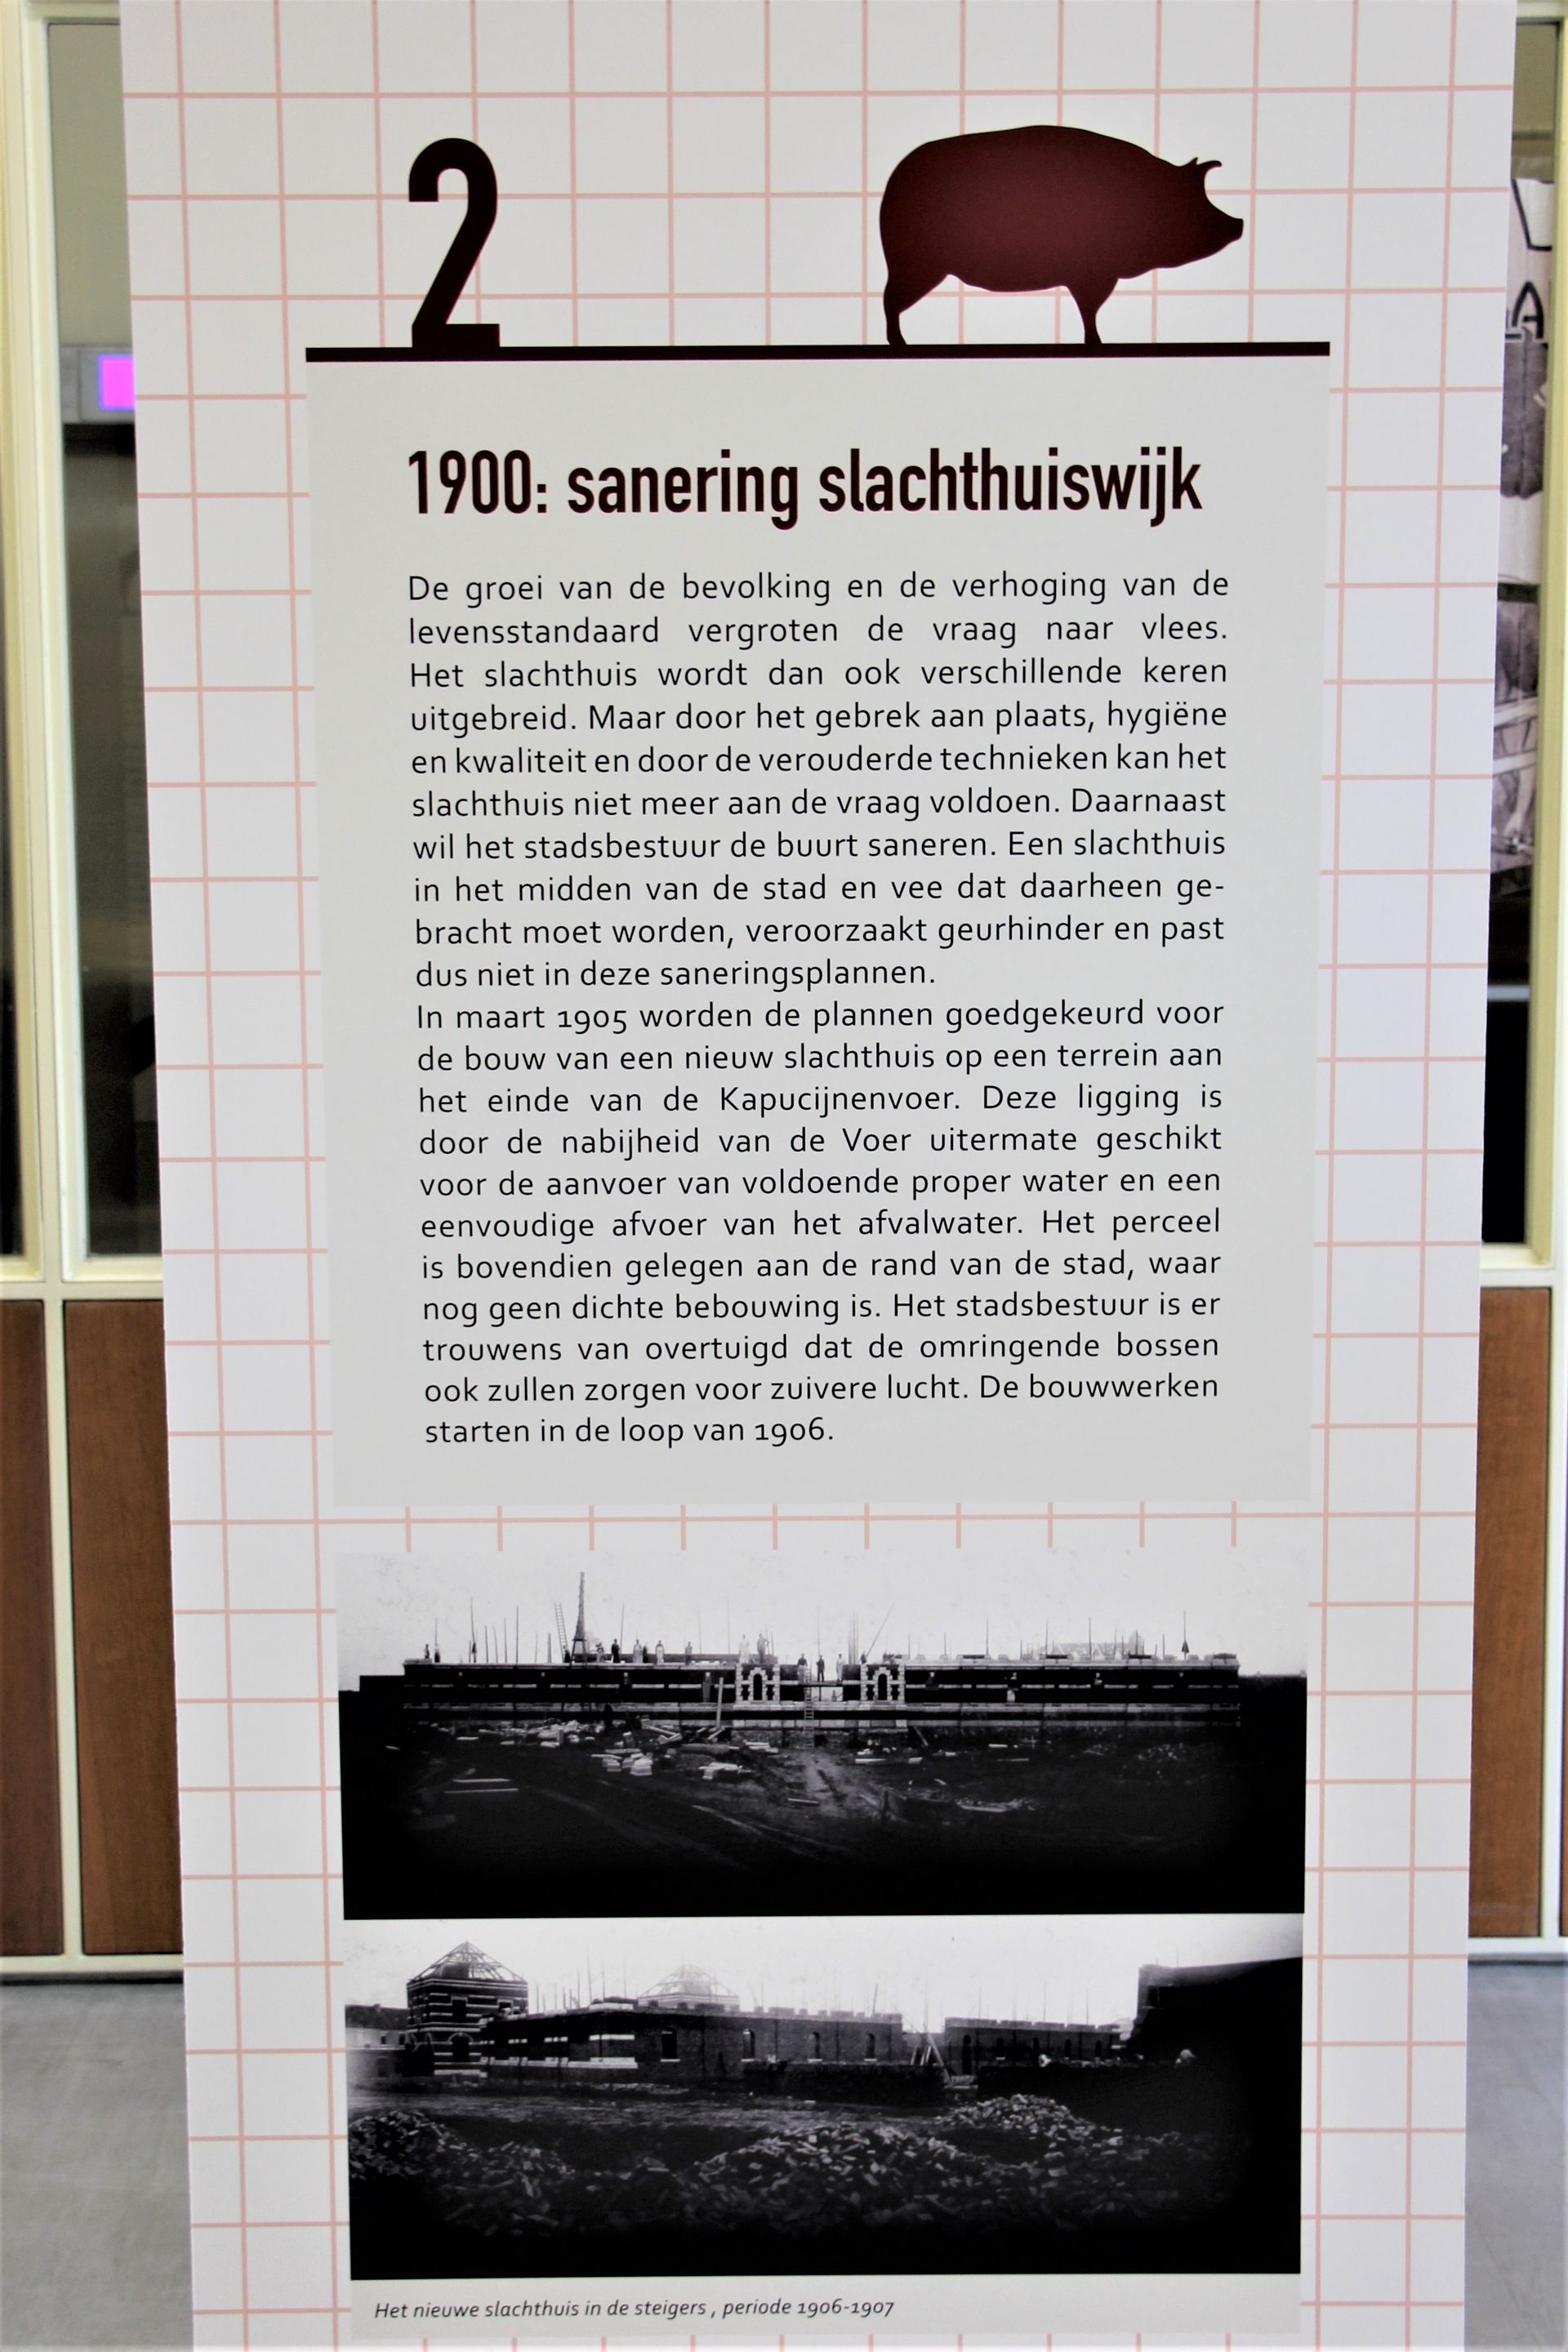 2
1900: sanering slachthuiswijk
De groei van de bevolking en de verhoging van de
levensstandaard vergroten de vraag naar vlees.
Het slachthuis wordt dan ook verschillende keren
uitgebreid. Maar door het gebrek aan plaats, hygiëne
en kwaliteit en door de verouderde technieken kan het
slachthuis niet meer aan de vraag voldoen. Daarnaast
wil het stadsbestuur de buurt saneren. Een slachthuis
in het midden van de stad en vee dat daarheen ge-
bracht moet worden, veroorzaakt geurhinder en past
dus niet in deze saneringsplannen.
In maart 1905 worden de plannen goedgekeurd voor
de bouw van een nieuw slachthuis op een terrein aan
het einde van de Kapucijnenvoer. Deze ligging is
door de nabijheid van de Voer uitermate geschikt
voor de aanvoer van voldoende proper water en een
eenvoudige afvoer van het afvalwater. Het perceel
is bovendien gelegen aan de rand van de stad, waar
nog geen dichte bebouwing is. Het stadsbestuur is er
trouwens van overtuigd dat de omringende bossen
ook zullen zorgen voor zuivere lucht. De bouwwerken
starten in de loop van 1906.
Het nieuwe slachthuis in de steigers , periode 1906-1907